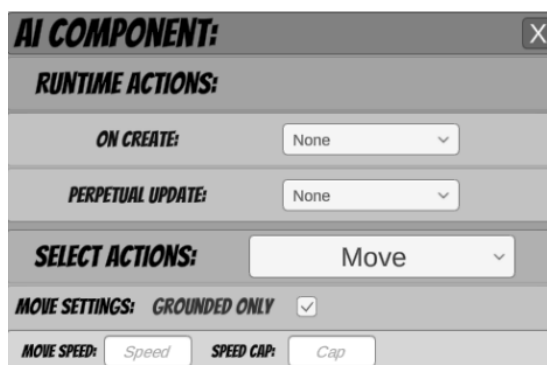 AI COMPONENT: X
RUNTIME ACTIONS:
ON CREATE: None
PERPETUAL UPDATE: None
SELECT ACTIONS: Move
MOVE SETTINGS: GROUNDED ONLY
MOVE SPEED: Speed SPEED CAP: Cap